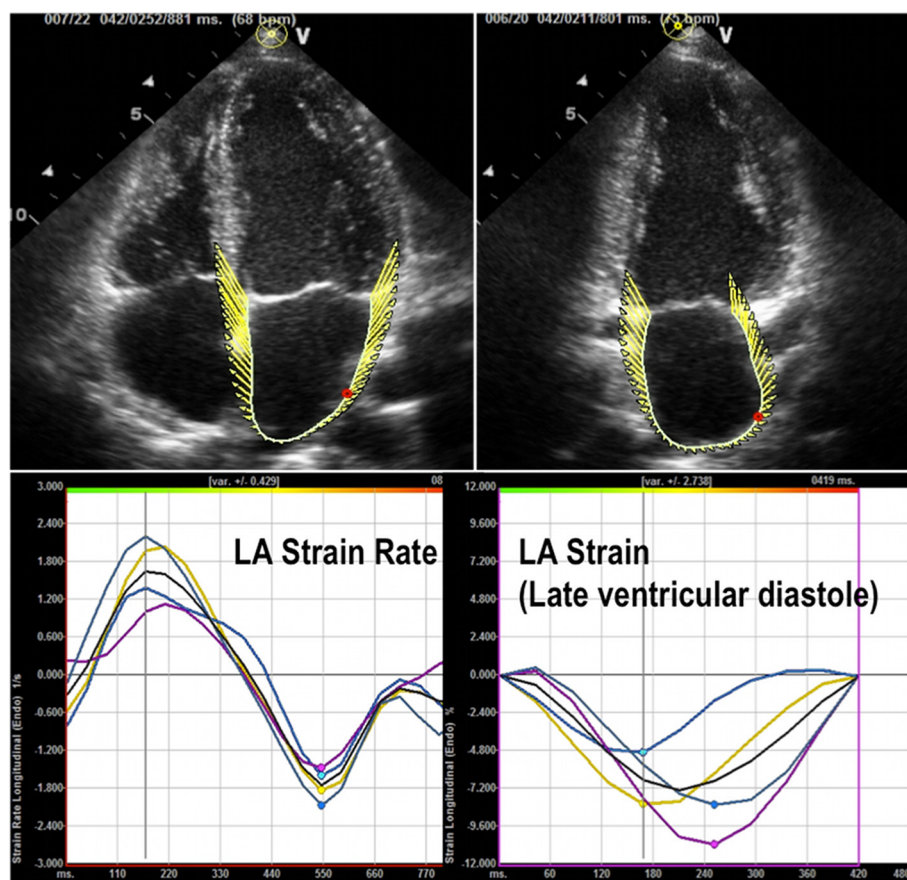 007/22 042/0252/881 ms. (68 bpm)
V
5
10
006/20 042/0211/801 ms. (75 bpm)
V
5
[var. +/- 0.429] 08
3.000
2.400
1.800
1.200
0.600
0.000
-0.600
-1.200
-1.800
-2.400
-3.000
Strain Rate Longitudinal (Endo) 1/s
LA Strain Rate
ms. 110 220 330 440 550 660 770
[var. +/- 2.738] 0419 ms.
12.000
9.600
7.200
4.800
2.400
0.000
-2.400
-4.800
-7.200
-9.600
-12.000
Strain Longitudinal (Endo) %
LA Strain
(Late ventricular diastole)
ms. 60 120 180 240 300 360 420 480